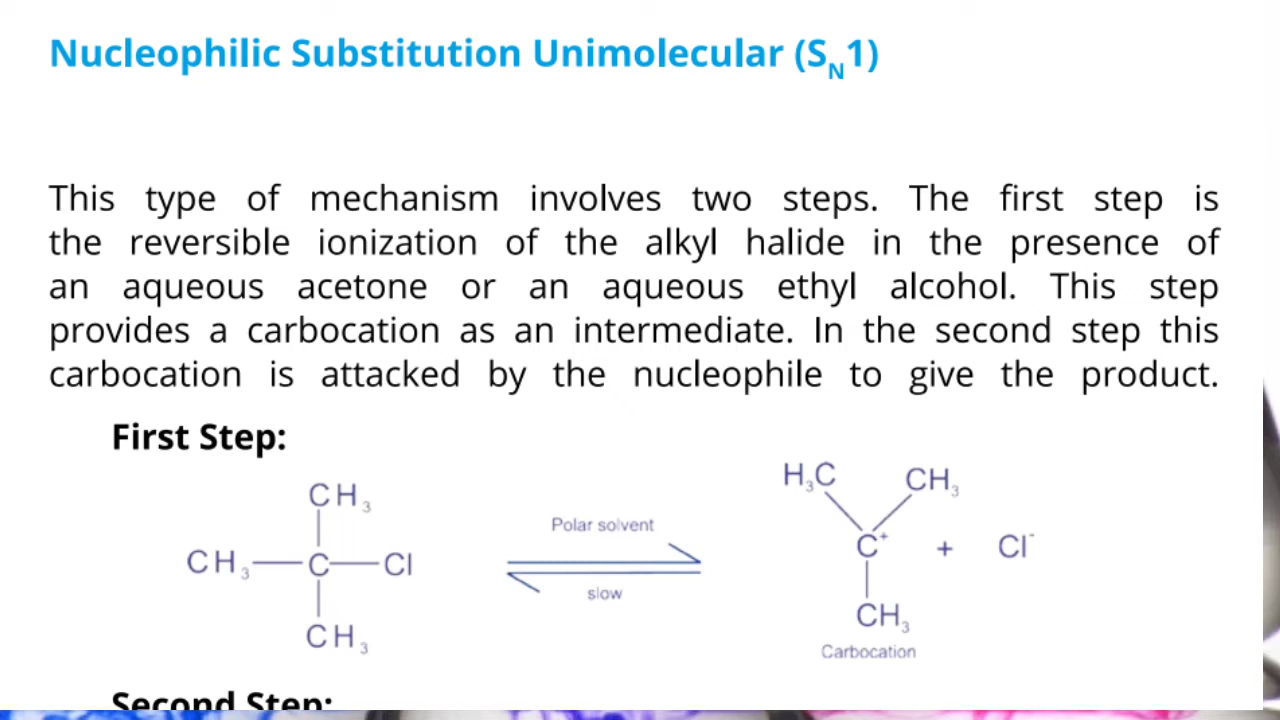 Nucleophilic Substitution Unimolecular (SN1)
This type of mechanism involves two steps. The first step is
the reversible ionization of the alkyl halide in the presence of
an aqueous acetone or an aqueous ethyl alcohol. This step
provides a carbocation as an intermediate. In the second step this
carbocation is attacked by the nucleophile to give the product.
First Step:
CH3
CH3—C—Cl
CH3
Polar solvent
slow
H3C CH3
C+ + Cl-
CH3
Carbocation
Second Step: